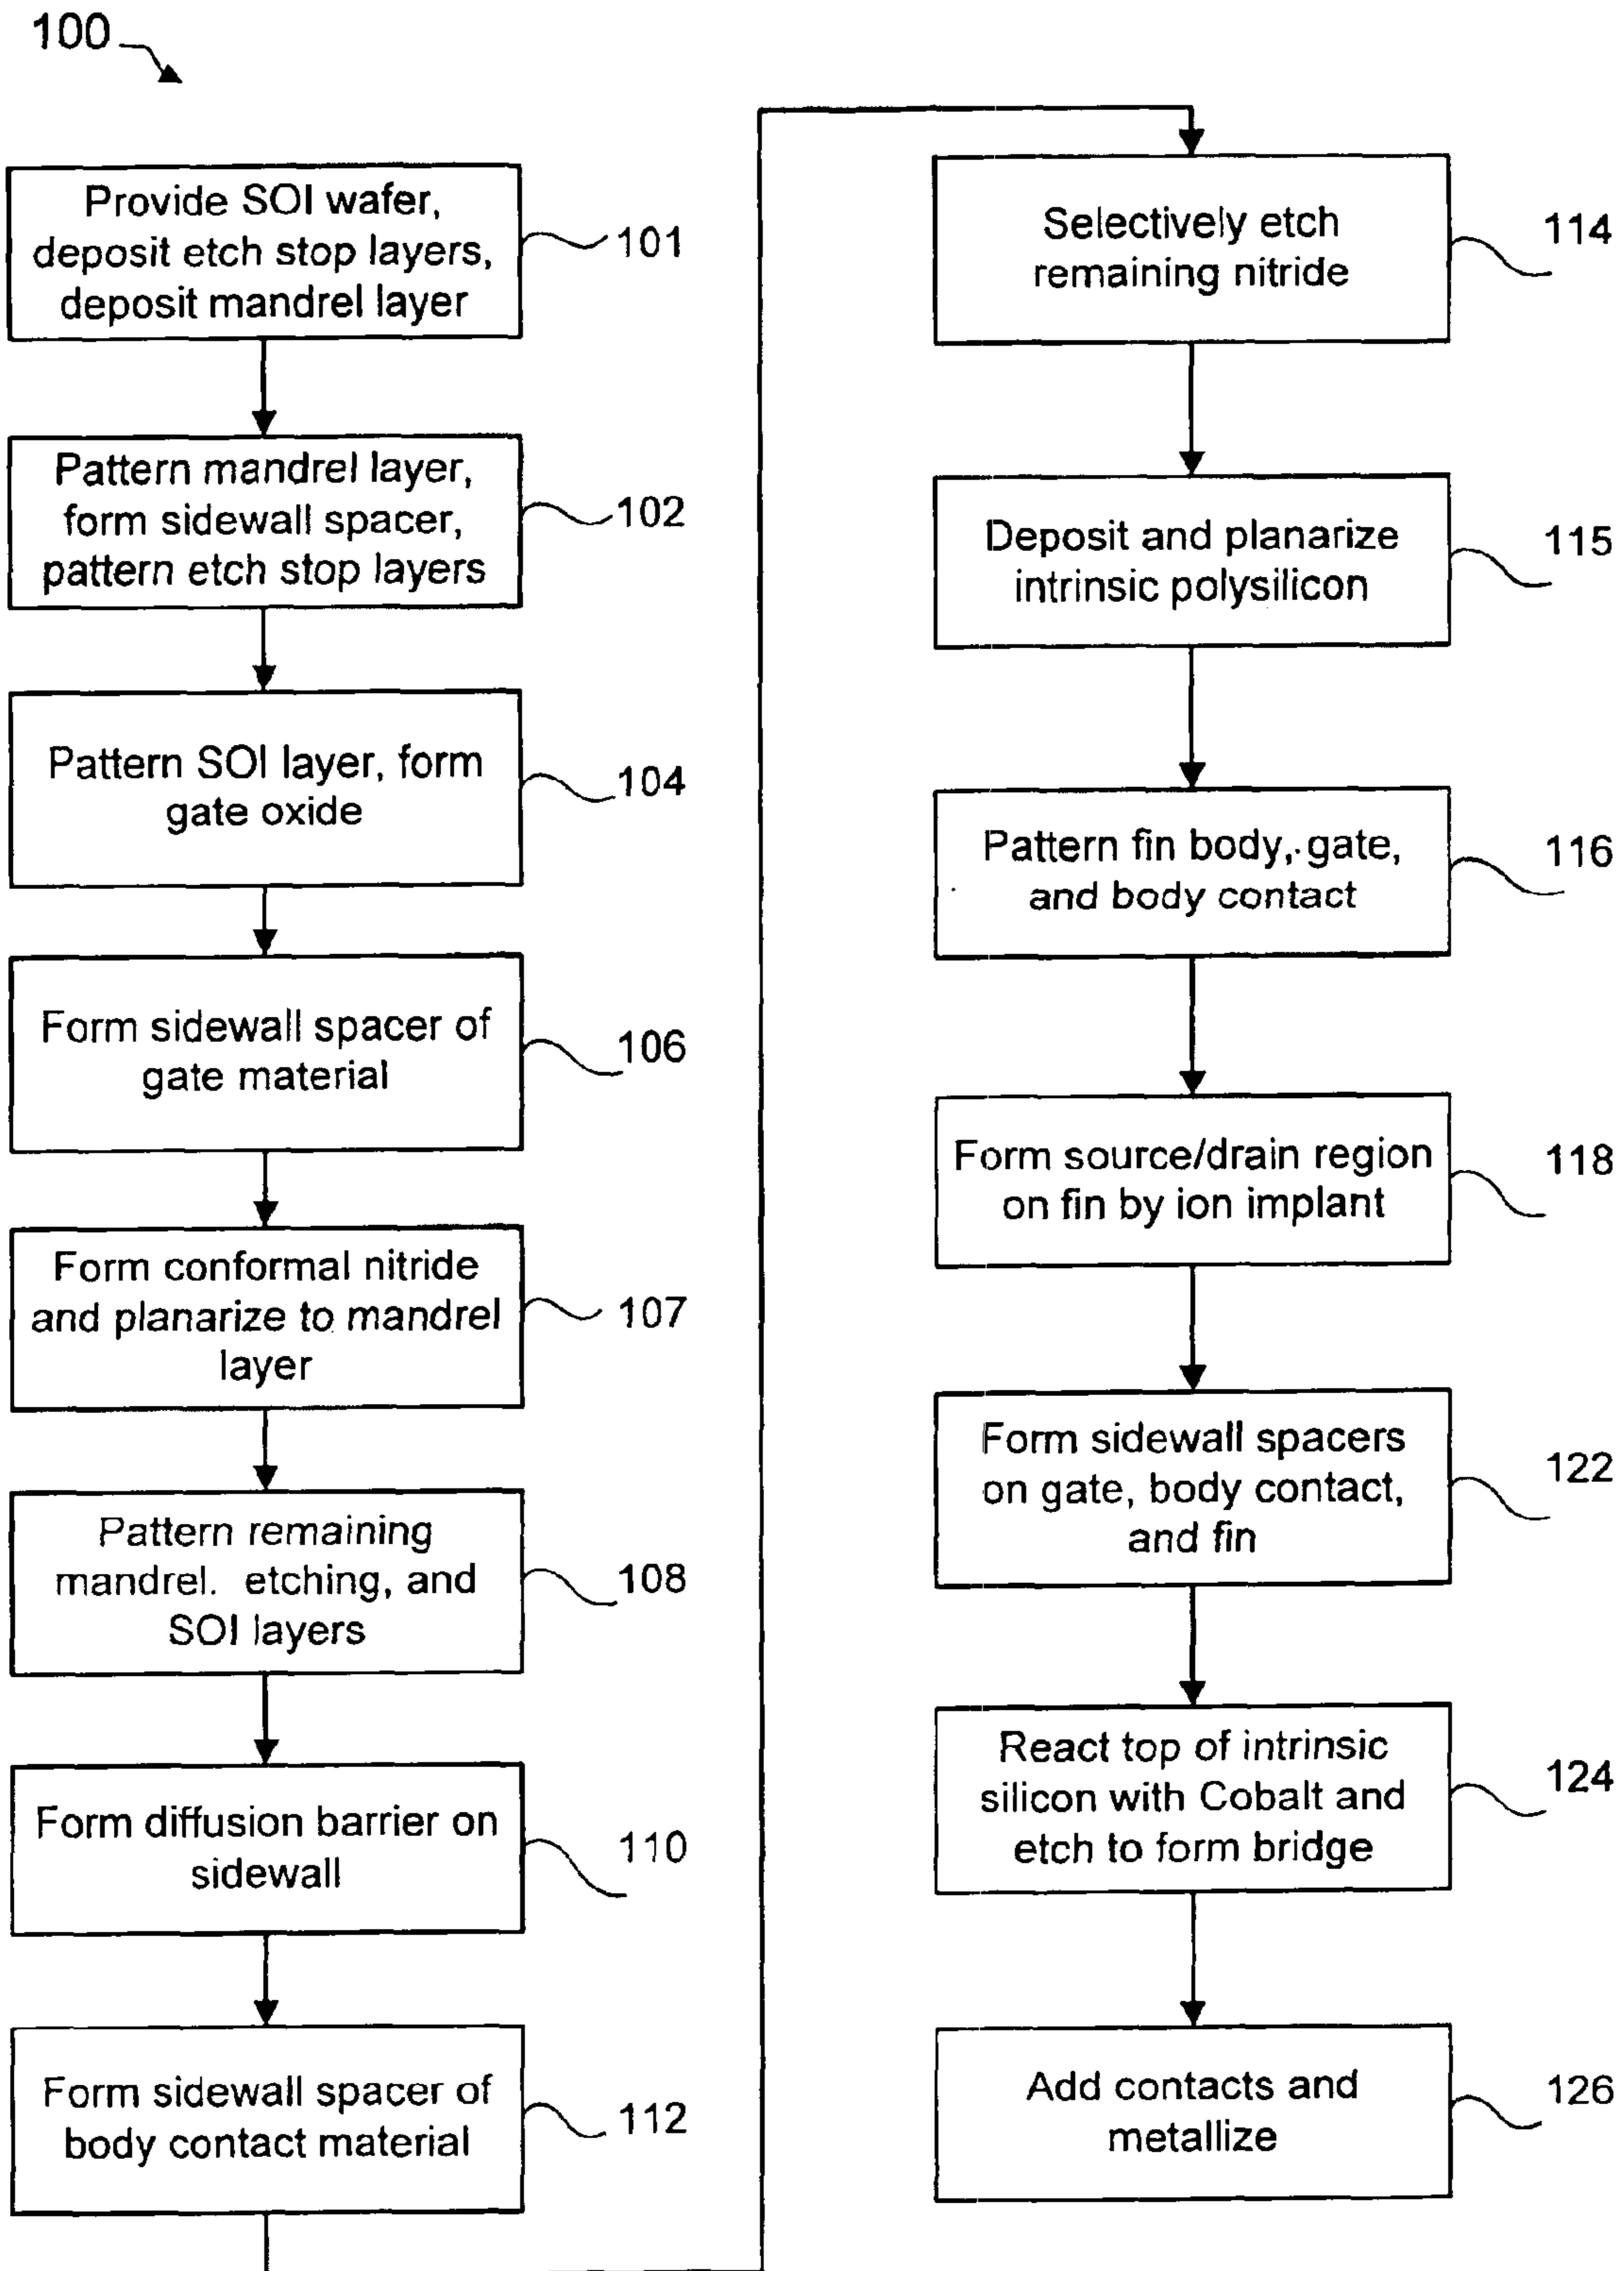 100
Provide SOI wafer,
deposit etch stop layers,
deposit mandrel layer
101
Pattern mandrel layer,
form sidewall spacer,
pattern etch stop layers
102
Pattern SOI layer, form
gate oxide
104
Form sidewall spacer of
gate material
106
Form conformal nitride
and planarize to mandrel
layer
107
Pattern remaining
mandrel. etching, and
SOI layers
108
Form diffusion barrier on
sidewall
110
Form sidewall spacer of
body contact material
112
Selectively etch
remaining nitride
114
Deposit and planarize
intrinsic polysilicon
115
Pattern fin body, gate,
and body contact
116
Form source/drain region
on fin by ion implant
118
Form sidewall spacers
on gate, body contact,
and fin
122
React top of intrinsic
silicon with Cobalt and
etch to form bridge
124
Add contacts and
metallize
126